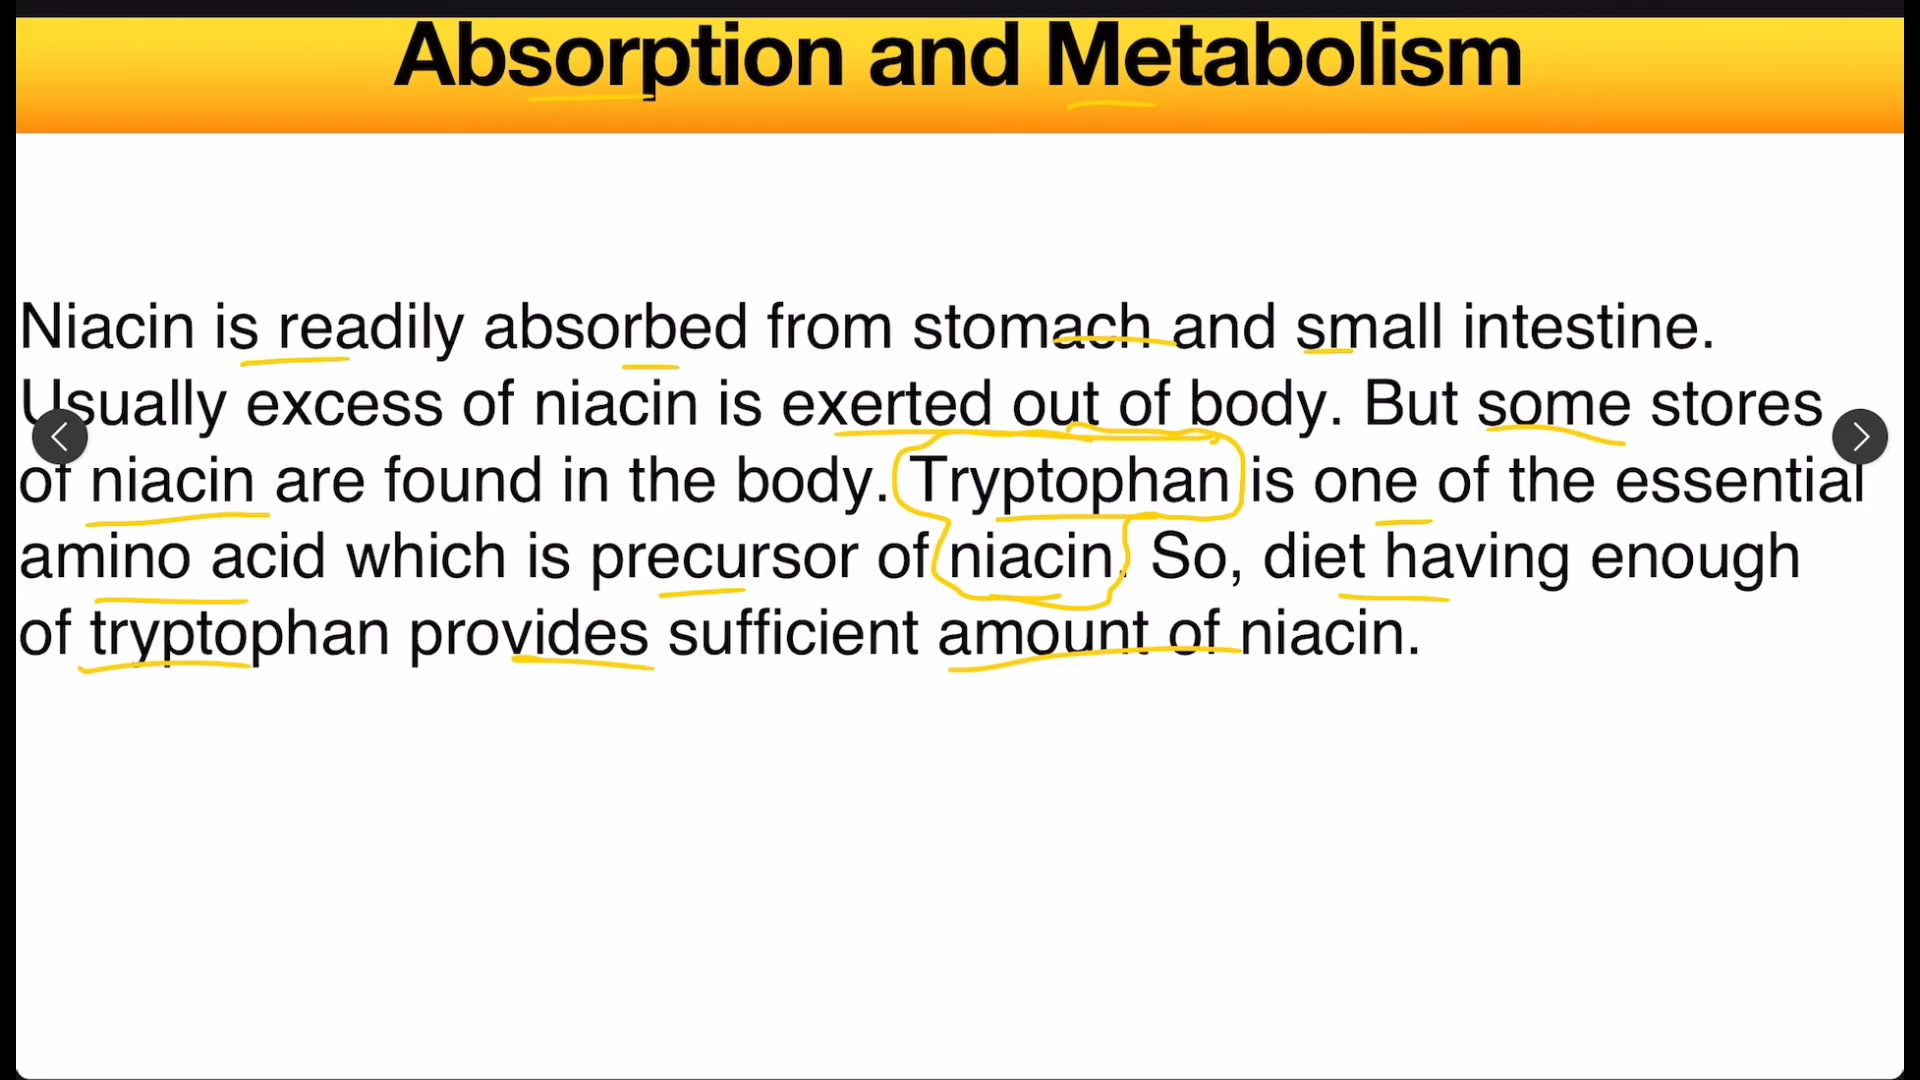 Absorption and Metabolism
Niacin is readily absorbed from stomach and small intestine.
Usually excess of niacin is exerted out of body. But some stores
of niacin are found in the body. Tryptophan is one of the essential
amino acid which is precursor of niacin. So, diet having enough
of tryptophan provides sufficient amount of niacin.